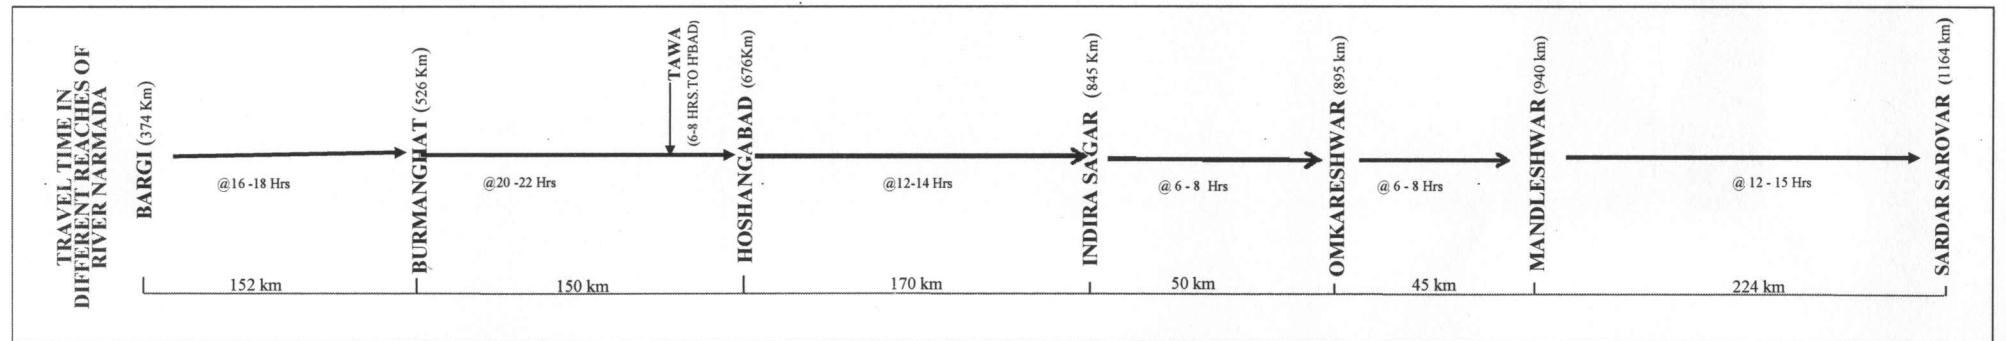 TRAVEL TIME IN
DIFFERENT REACHES OF
RIVER NARMADA
BARGI (374 Km)
BURMANGHAT (526 Km)
TAWA
(6-8 HRS.TO H'BAD)
HOSHANGABAD (676Km)
INDIRA SAGAR (845 Km)
OMKARESHWAR (895 km)
MANDLESHWAR (940 km)
SARDAR SAROVAR (1164 km)
@16 -18 Hrs
@20 -22 Hrs
@12-14 Hrs
@ 6 - 8 Hrs
@ 6 - 8 Hrs
@ 12 - 15 Hrs
152 km
150 km
170 km
50 km
45 km
224 km